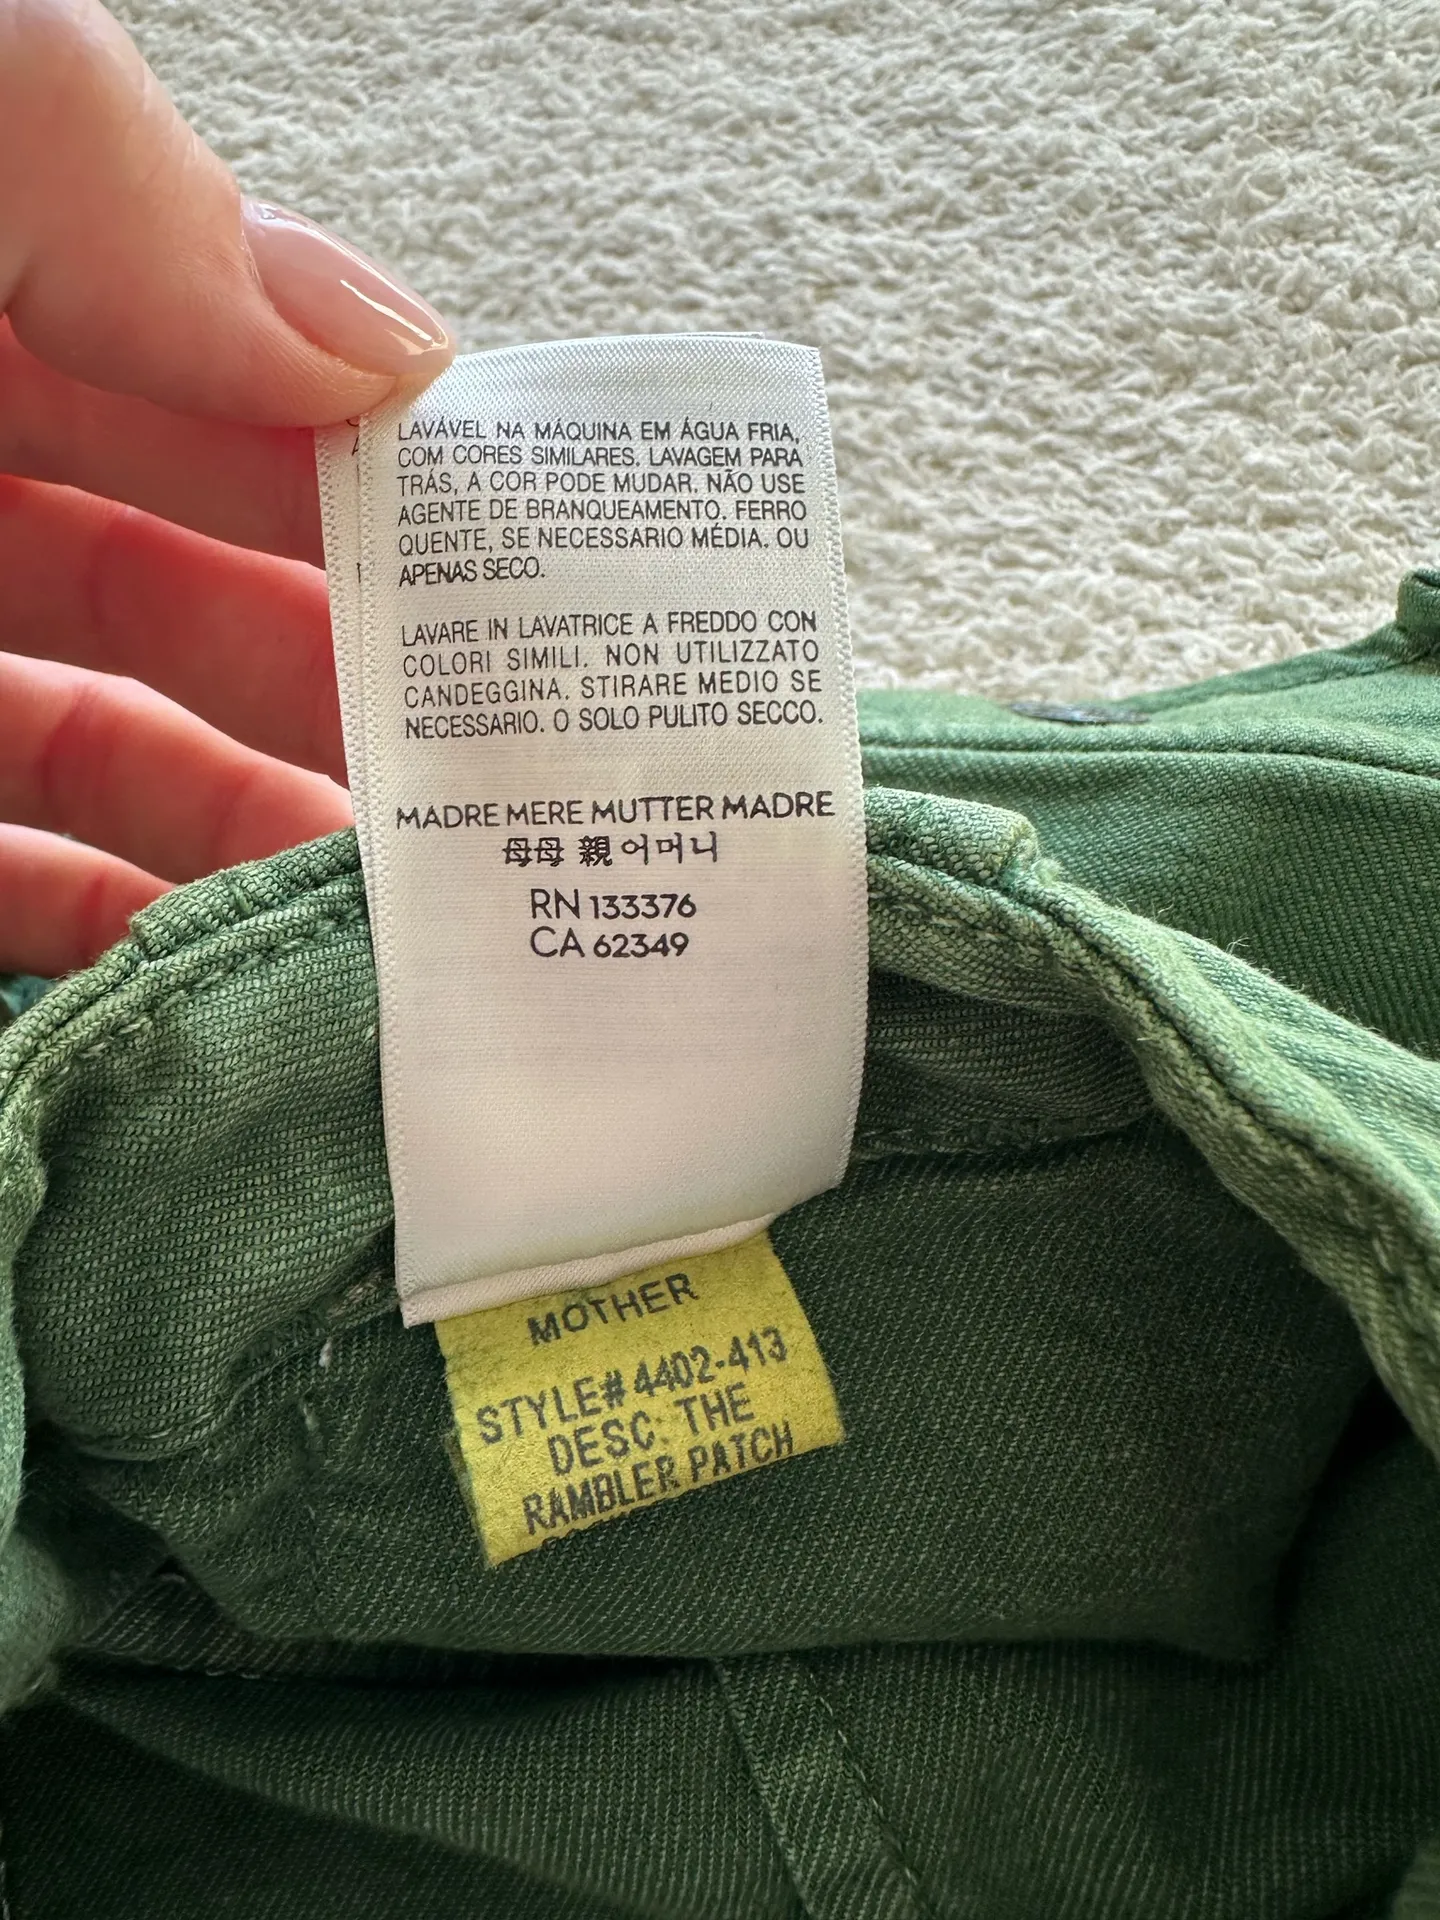 LAVÁVEL NA MÁQUINA EM ÁGUA FRIA,
COM CORES SIMILARES. LAVAGEM PARA
TRÁS, A COR PODE MUDAR. NÃO USE
AGENTE DE BRANQUEAMENTO. FERRO
QUENTE, SE NECESSARIO MÉDIA. OU
APENAS SECO.
LAVARE IN LAVATRICE A FREDDO CON
COLORI SIMILI. NON UTILIZZATO
CANDEGGINA. STIRARE MEDIO SE
NECESSARIO. O SOLO PULITO SECCO.
MADRE MERE MUTTER MADRE
母母 親 어머니
RN 133376
CA 62349
MOTHER
STYLE# 4402-413
DESC: THE
RAMBLER PATCH